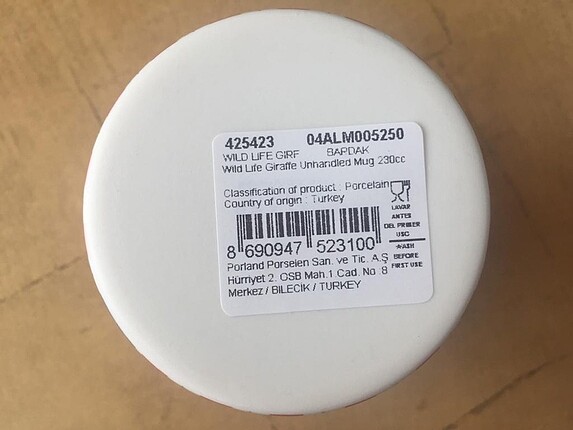 425423 04ALM005250
WILD LIFE GIRF BARDAK
Wild Life Giraffe Unhandled Mug 230cc
Classification of product : Porcelain
Country of origin : Turkey
LAVAR
ANTES
DEL PRIMER
USO
WASH
BEFORE
FIRST USE
8 690947 523100
Porland Porselen San. ve Tic. A.Ş
Hürriyet 2. OSB Mah.1 Cad. No :8
Merkez / BILECIK / TURKEY